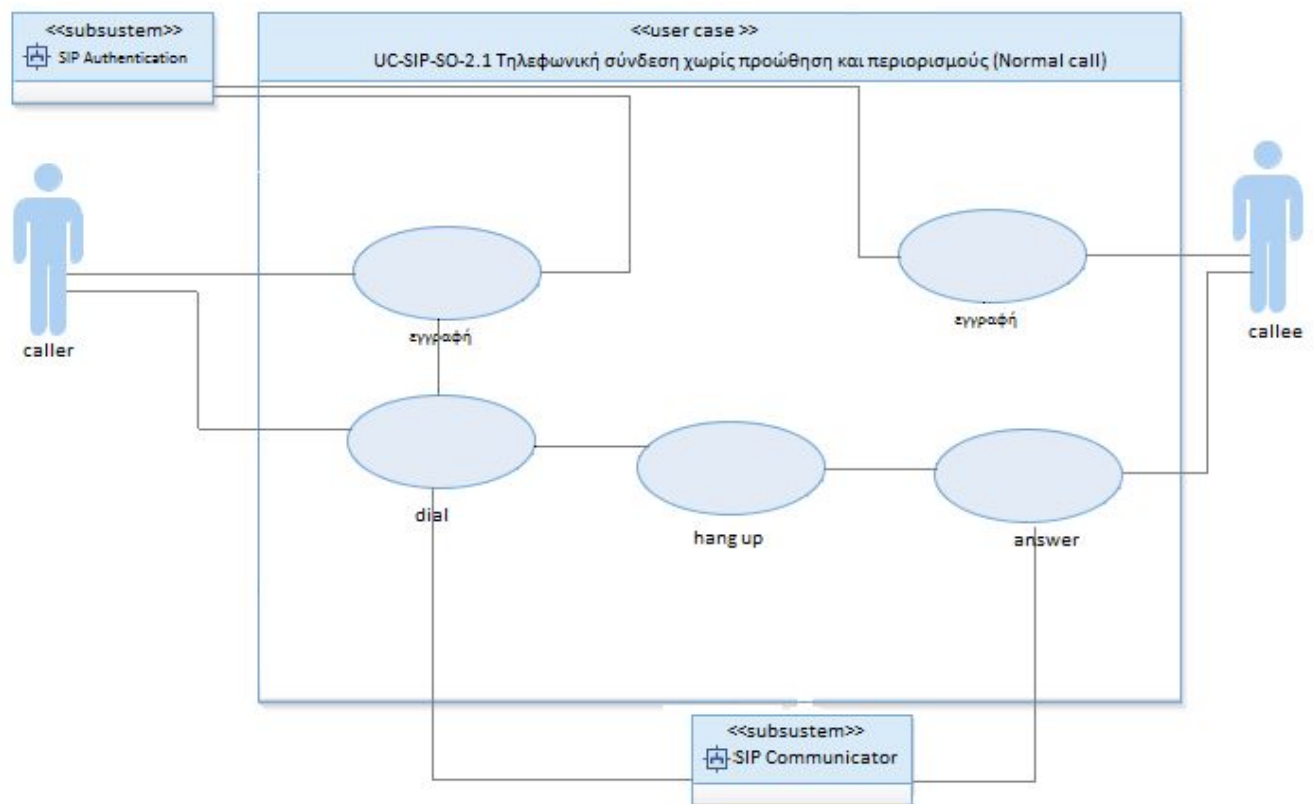 <<subsustem>>
SIP Authentication
<<user case >>
UC-SIP-SO-2.1 Τηλεφωνική σύνδεση χωρίς προώθηση και περιορισμούς (Normal call)
caller
εγγραφή
εγγραφή
callee
dial
hang up
answer
<<subsustem>>
:SIP Communicator